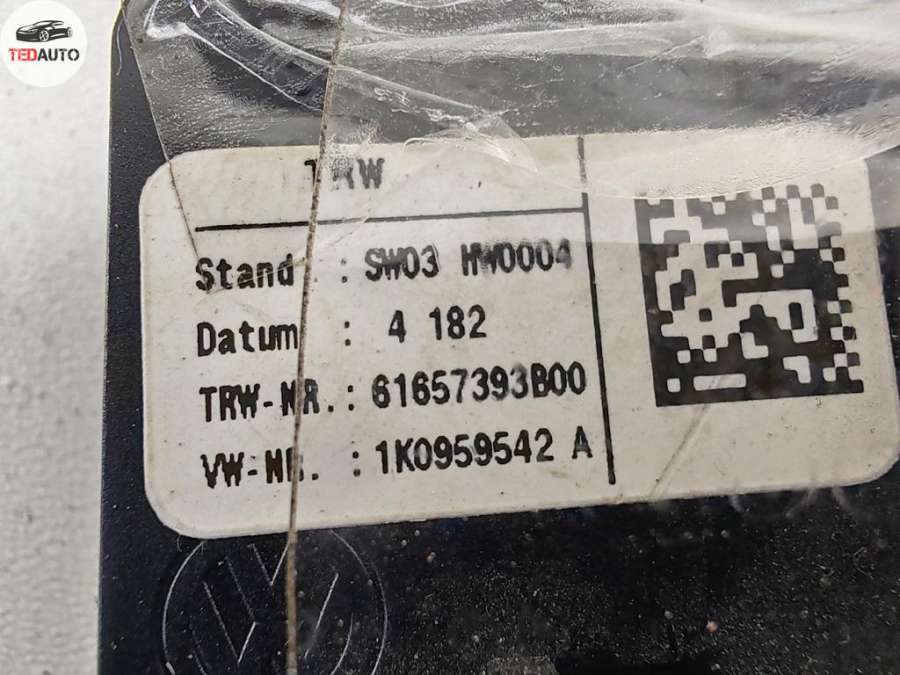 TEDAUTO
TRW
Stand : SW03 HW0004
Datum : 4 182
TRW-NR.: 61657393B00
VW-NR. : 1K0959542 A